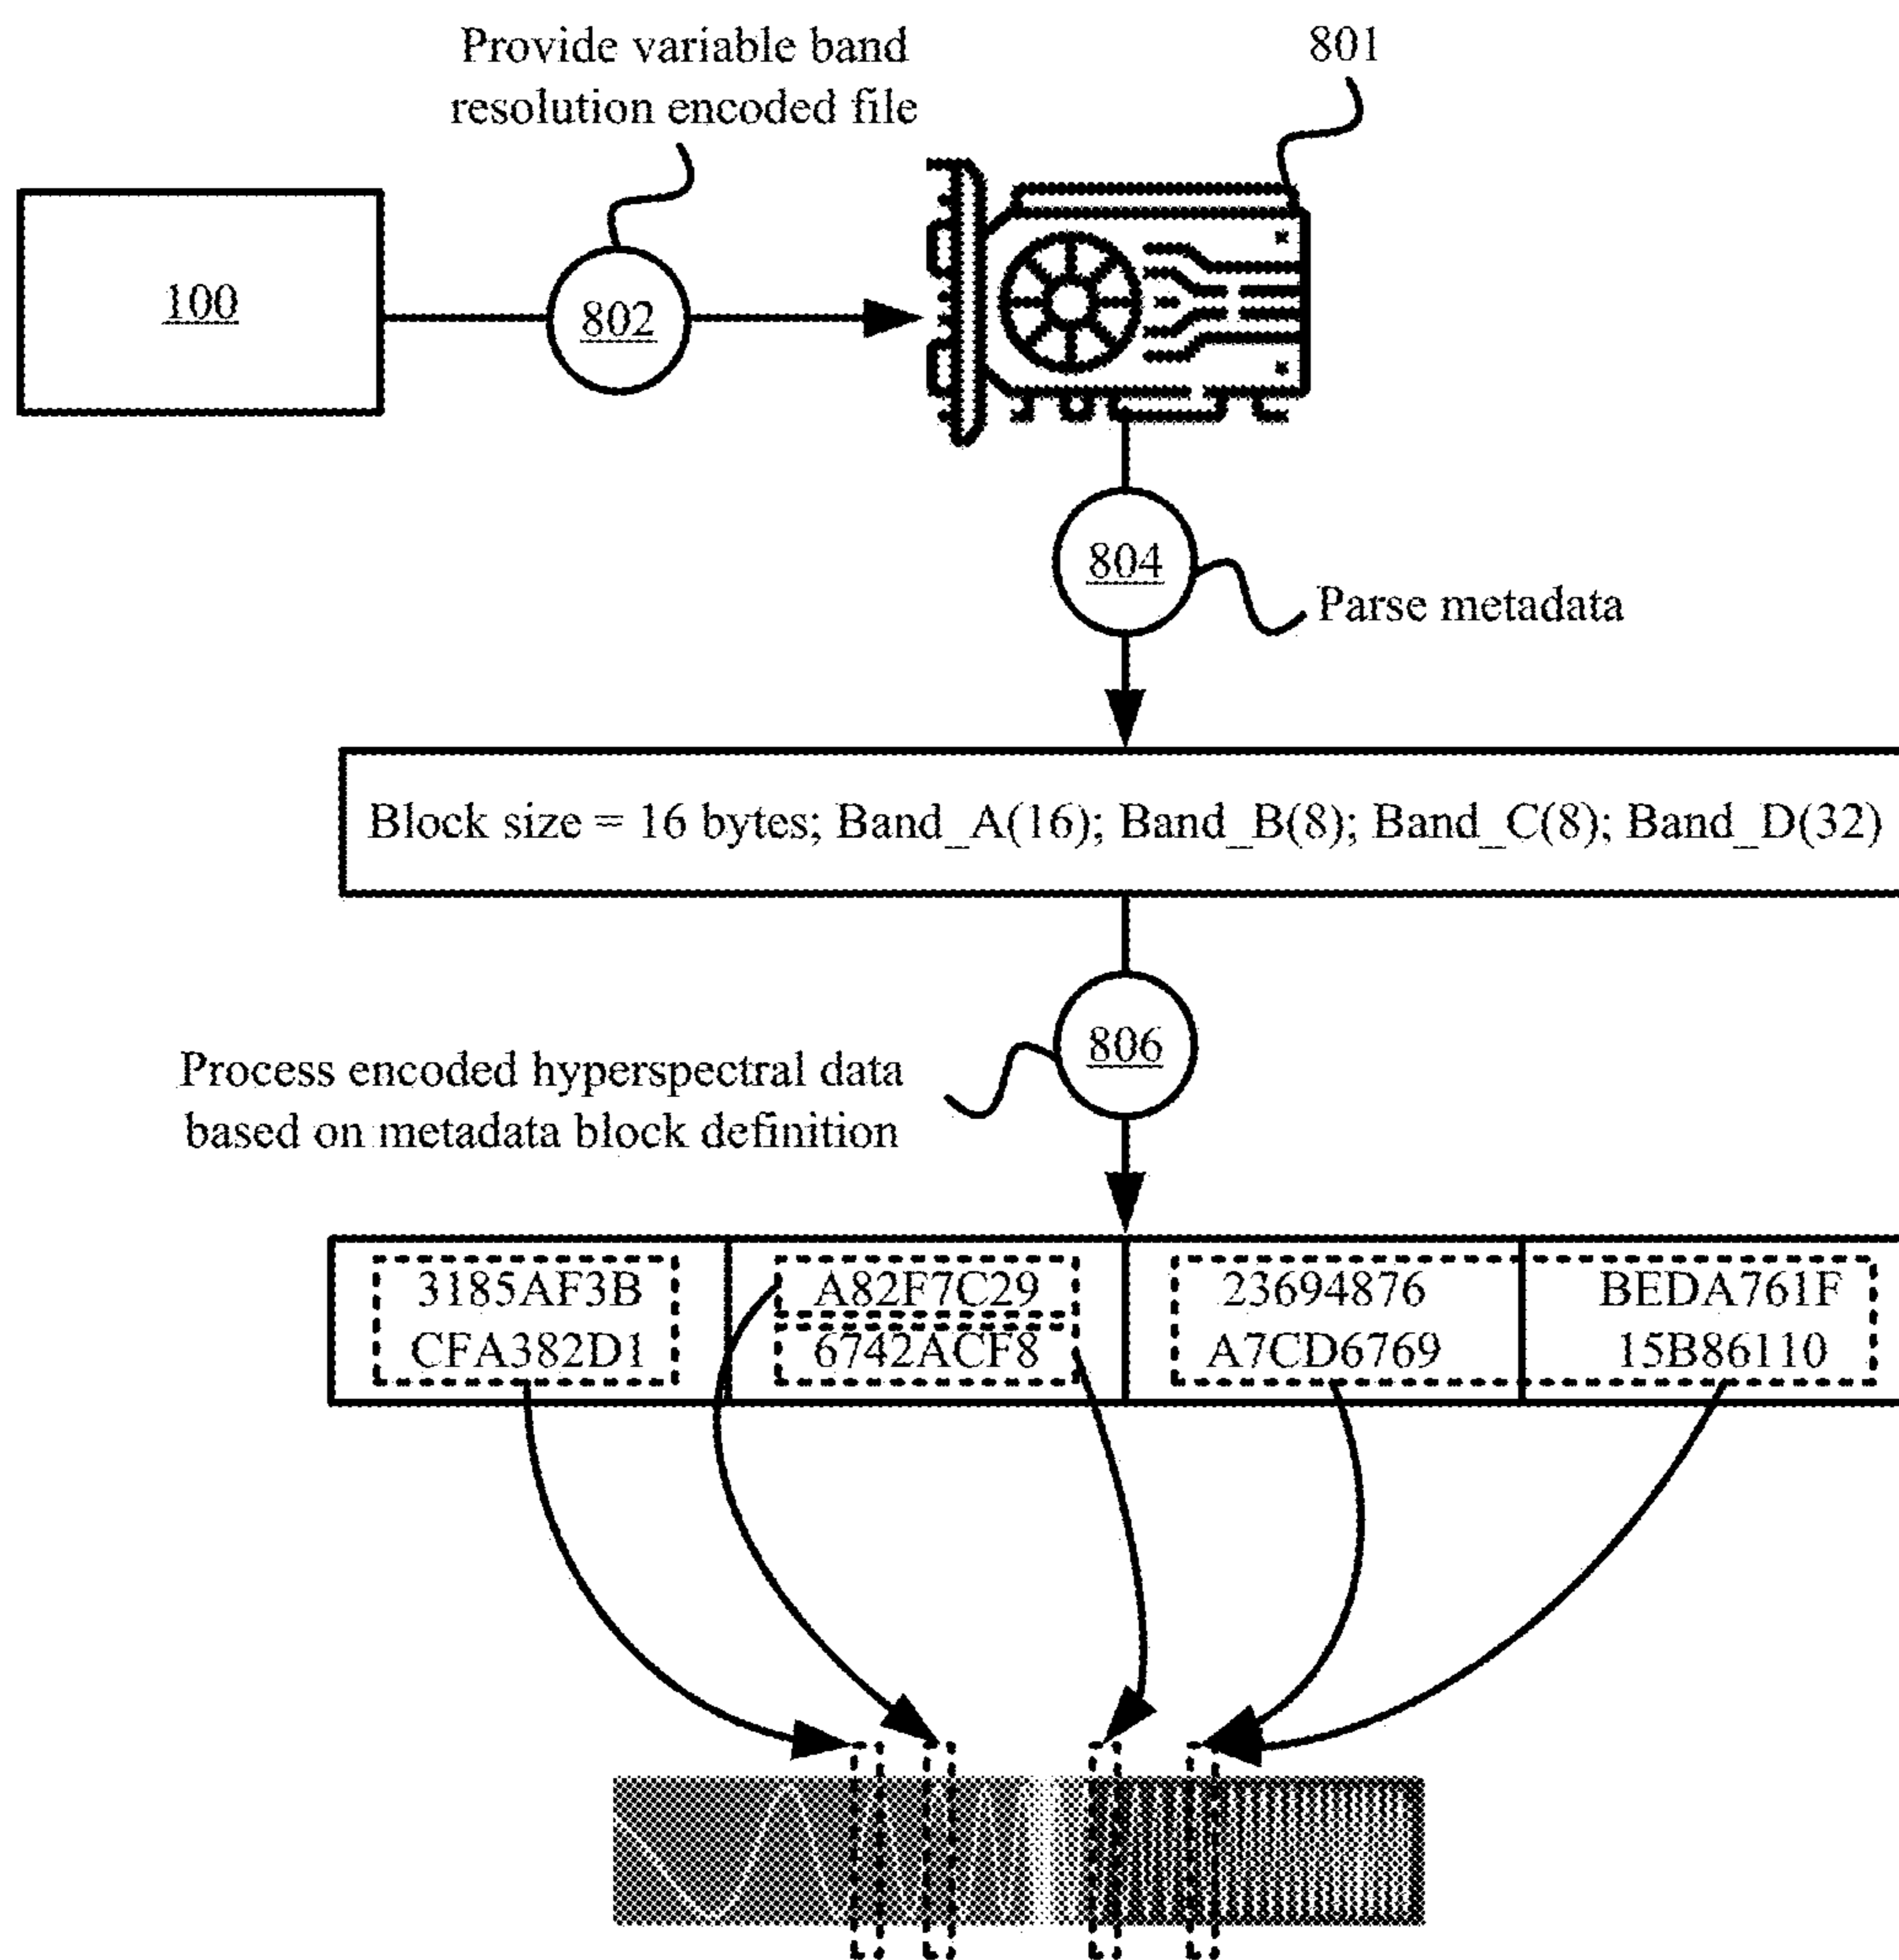 Provide variable band
resolution encoded file
801
100
802
804
Parse metadata
Block size = 16 bytes; Band_A(16); Band_B(8); Band_C(8); Band_D(32)
806
Process encoded hyperspectral data
based on metadata block definition
3185AF3B A82F7C29 23694876 BEDA761F
CFA382D1 6742ACF8 A7CD6769 15B86110